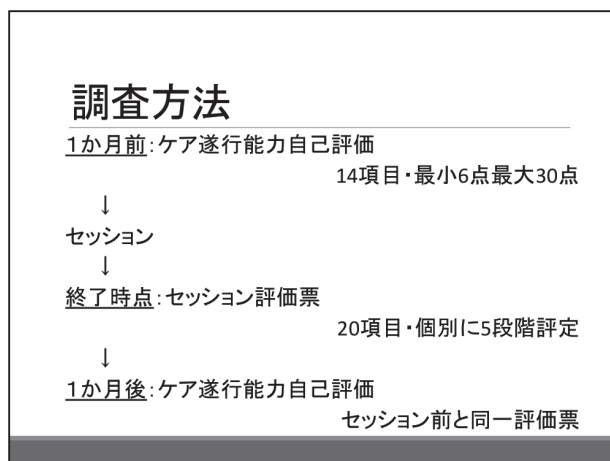 調査方法
1か月前:ケア遂行能力自己評価
14項目・最小6点最大30点
↓
セッション
↓
終了時点:セッション評価票
20項目・個別に5段階評定
↓
1か月後:ケア遂行能力自己評価
セッション前と同一評価票